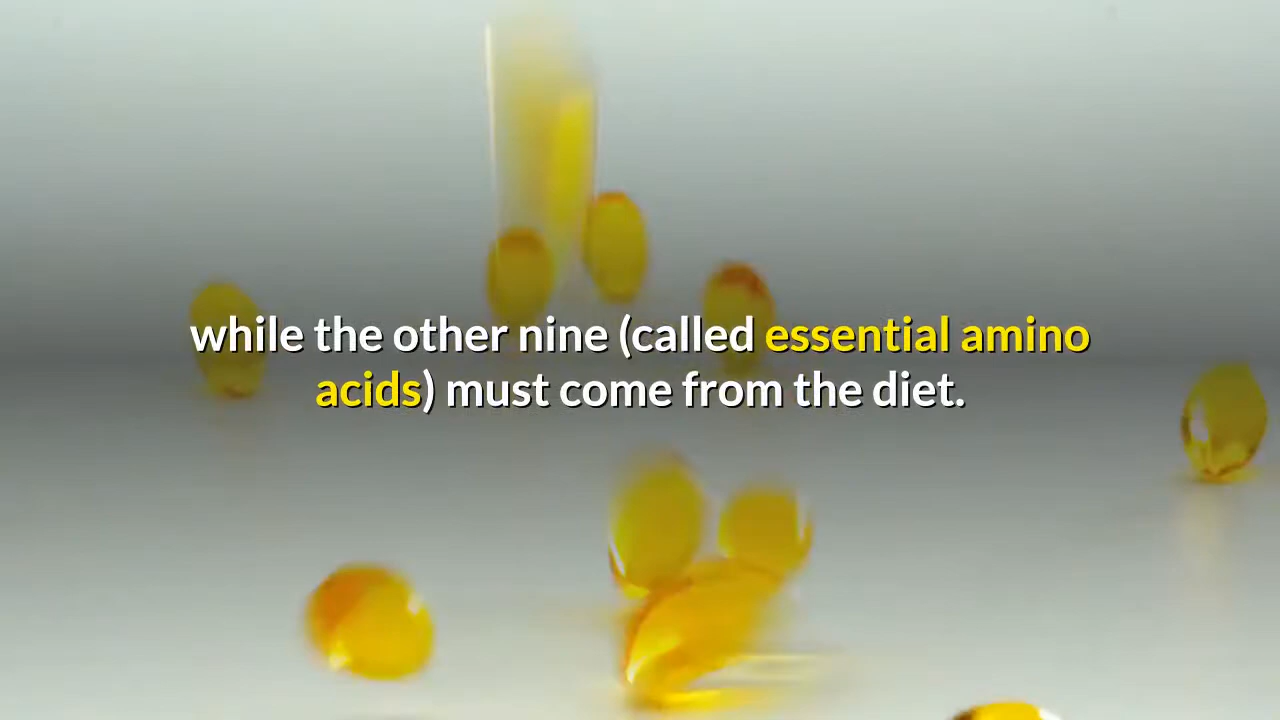 while the other nine (called essential amino
acids) must come from the diet.